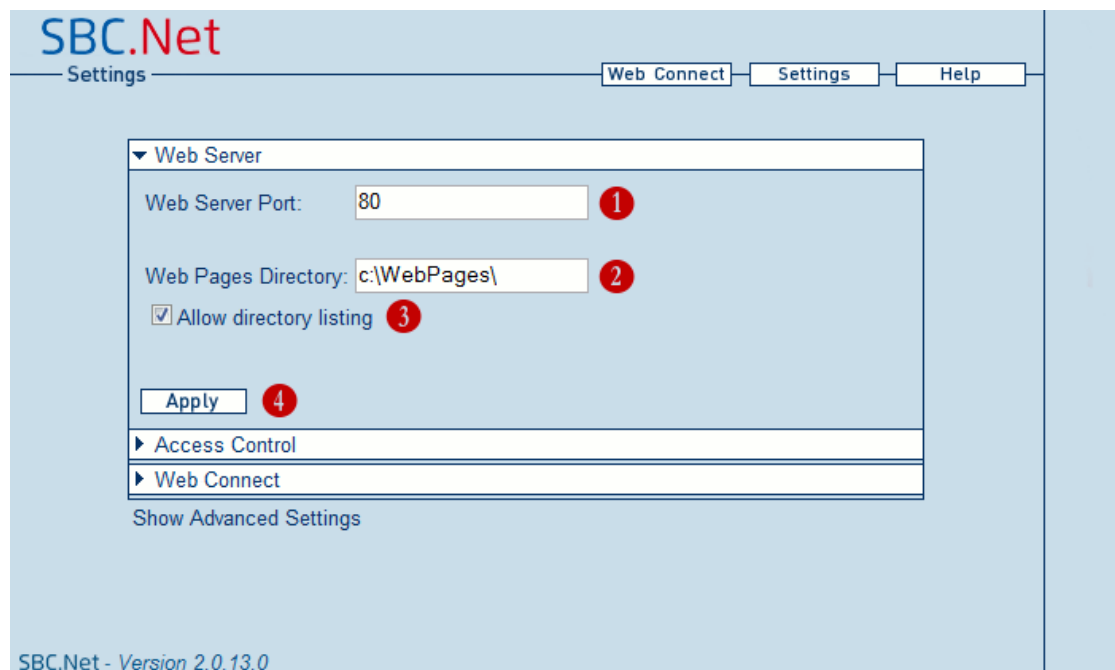 SBC.Net
Settings Web Connect Settings Help
Web Server
Web Server Port: 80 1
Web Pages Directory: c:\WebPages\ 2
Allow directory listing 3
Apply 4
Access Control
Web Connect
Show Advanced Settings
SBC.Net - Version 2.0.13.0